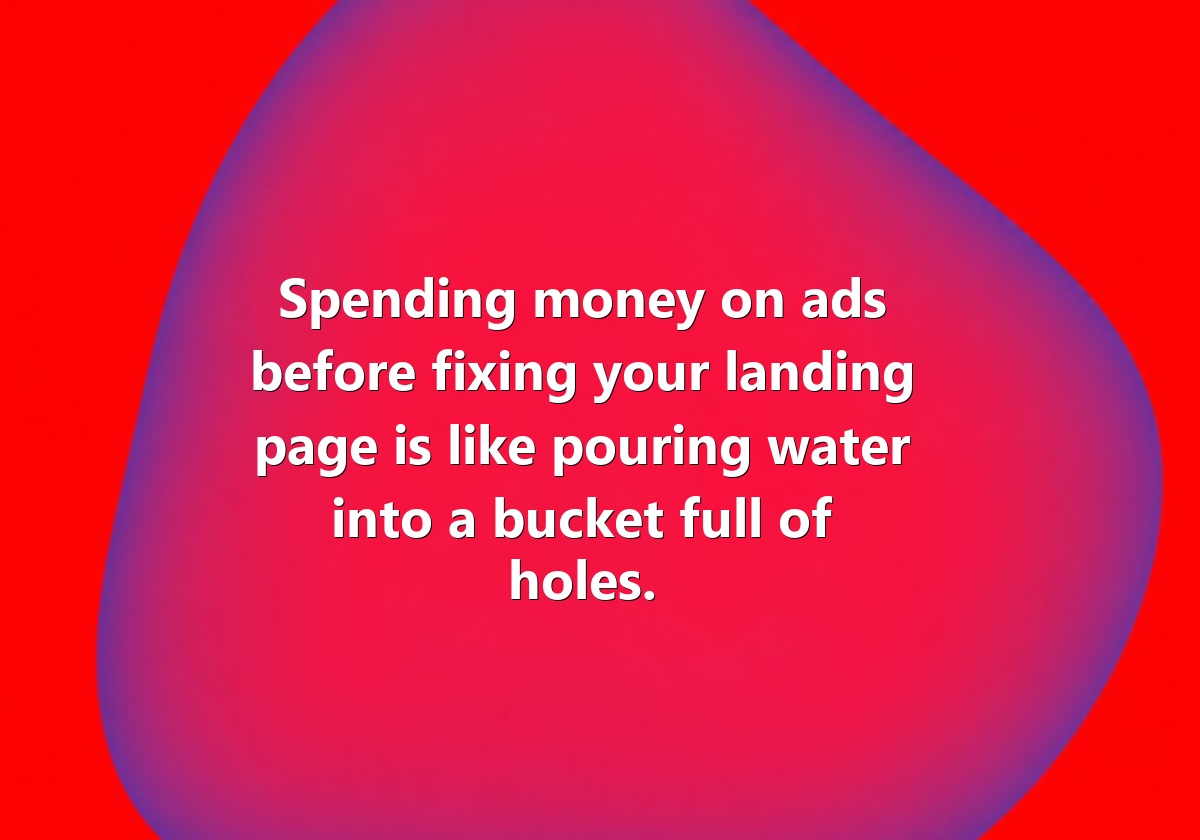 Spending money on ads
before fixing your landing
page is like pouring water
into a bucket full of
holes.